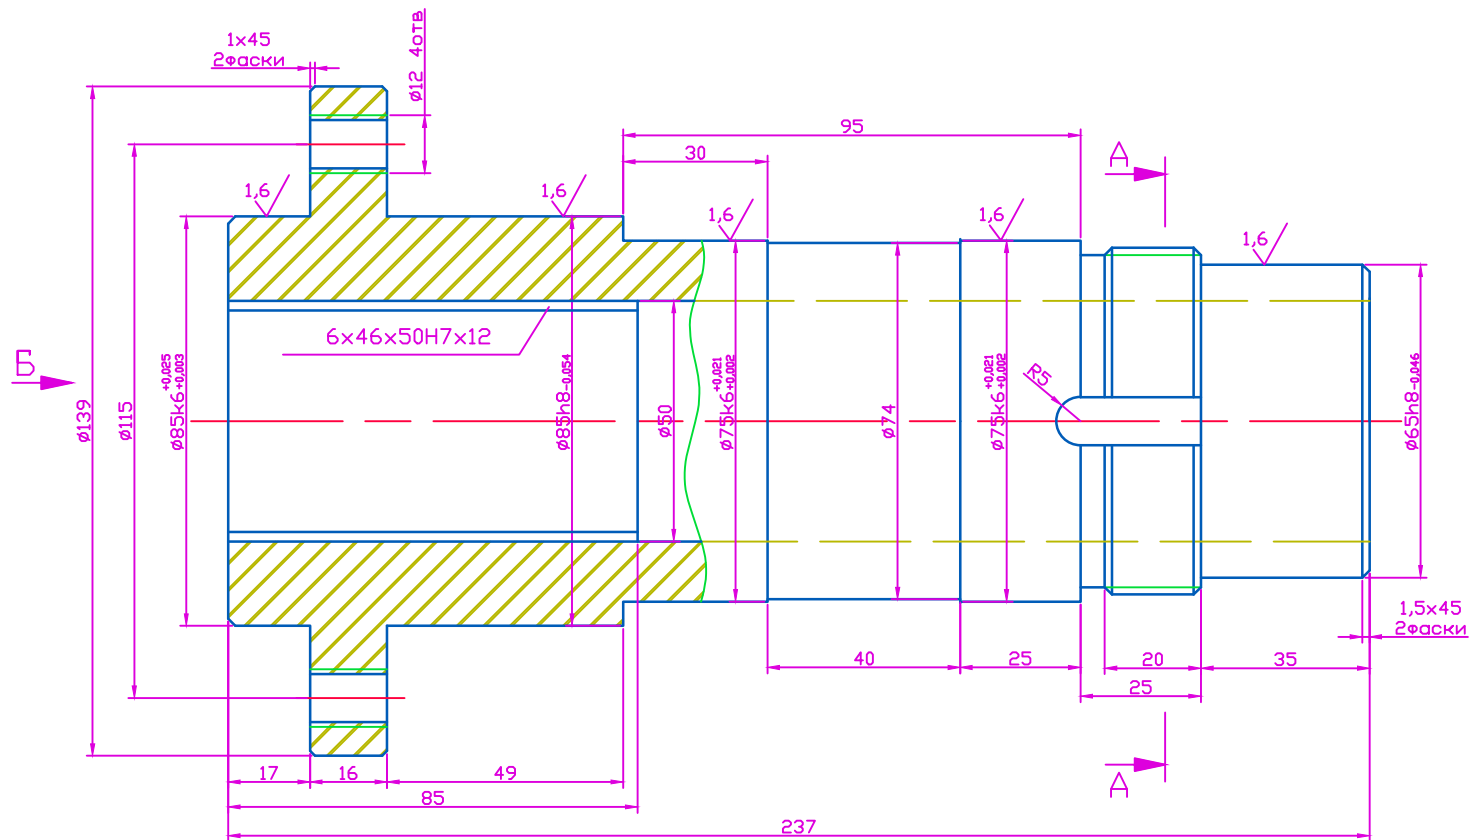 1x45
2фаски
ø12 4отв
95
30
А
1,6
1,6
1,6
1,6
1,6
6x46x50H7x12
Б
ø139
ø115
ø85k6 +0,025 +0,003
ø85h8-0,054
ø50
ø75k6 +0,021 +0,002
ø74
ø75k6 +0,021 +0,002
R5
ø65h8-0,046
1,5x45
2фаски
40
25
20
35
25
17
16
49
А
85
237